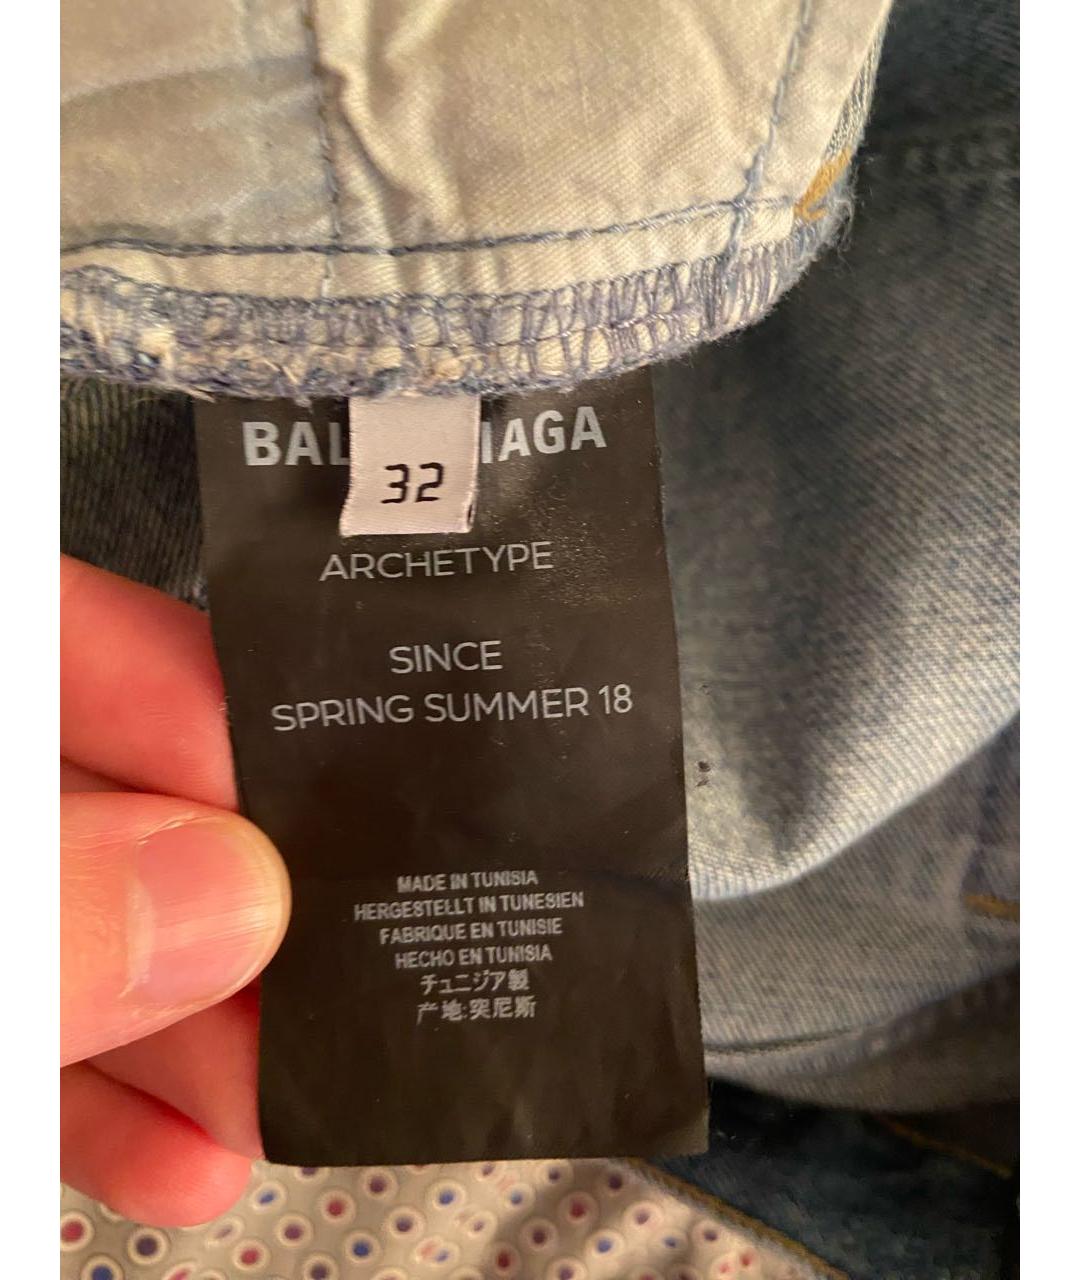 BAL IAGA
32
ARCHETYPE
SINCE
SPRING SUMMER 18
MADE IN TUNISIA
HERGESTELLT IN TUNESIEN
FABRIQUE EN TUNISIE
HECHO EN TUNISIA
チュニジア製
产地:突尼斯